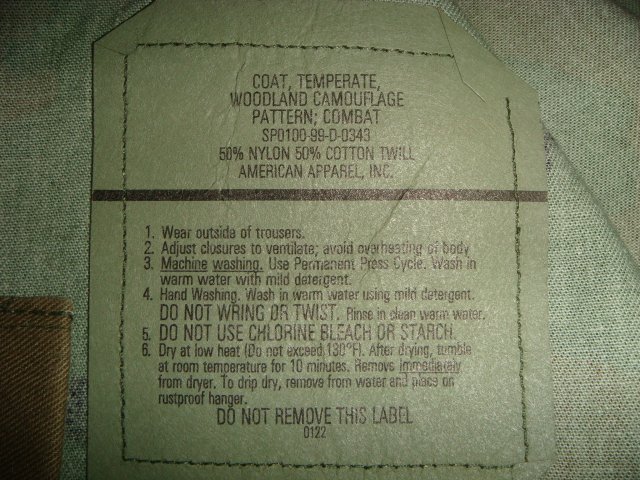 COAT, TEMPERATE,
WOODLAND CAMOUFLAGE
PATTERN; COMBAT
SPO100-99-D-0343
50% NYLON 50% COTTON TWILL
AMERICAN APPAREL, INC.
1. Wear outside of trousers.
2. Adjust closures to ventilate; avoid overheating of body
3. Machine washing. Use Permanent Press Cycle. Wash in
warm water with mild detergent.
4. Hand Washing. Wash in warm water using mild detergent.
DO NOT WRING OR TWIST. Rinse in clean warm water.
5. DO NOT USE CHLORINE BLEACH OR STARCH.
6. Dry at low heat (Do not exceed 130°F). After drying, tumble
at room temperature for 10 minutes. Remove immediately
from dryer. To drip dry, remove from water and place on
rustproof hanger.
DO NOT REMOVE THIS LABEL
0122